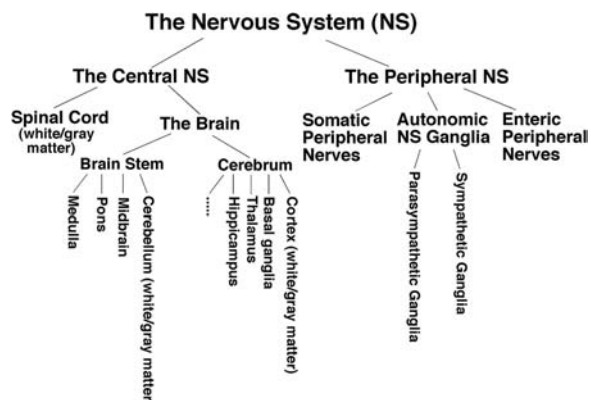 The Nervous System (NS)
The Central NS
The Peripheral NS
Spinal Cord
(white/gray
matter)
The Brain
Somatic
Peripheral
Nerves
Autonomic
NS Ganglia
Enteric
Peripheral
Nerves
Brain Stem
Cerebrum
Medulla
Pons
Midbrain
Cerebellum (white/gray matter
.....
Hippicampus
Thalamus
Basal ganglia
Cortex (white/gray matter)
Parasympathetic Ganglia
Sympathetic Ganglia